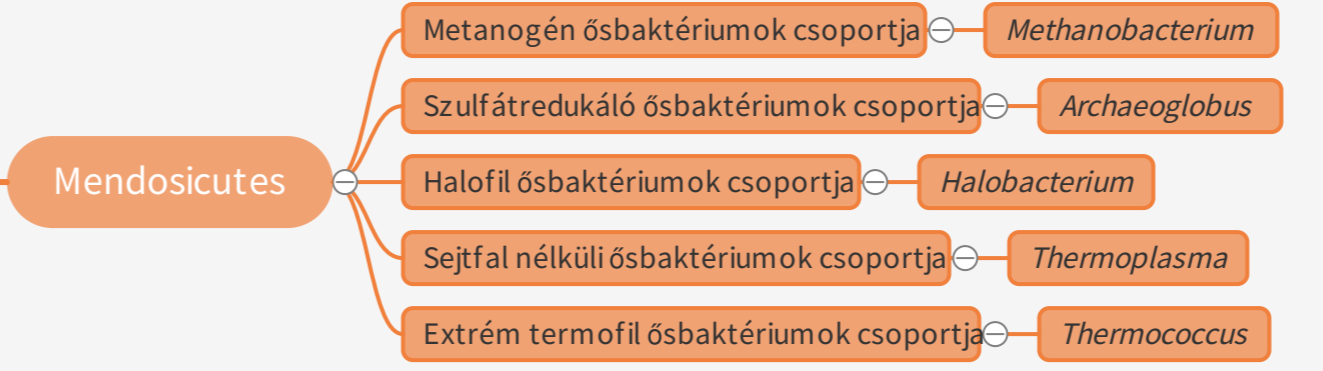 Mendosicutes
Metanogén ősbaktériumok csoportja
Methanobacterium
Szulfátredukáló ősbaktériumok csoportja
Archaeoglobus
Halofil ősbaktériumok csoportja
Halobacterium
Sejtfal nélküli ősbaktériumok csoportja
Thermoplasma
Extrém termofil ősbaktériumok csoportja
Thermococcus